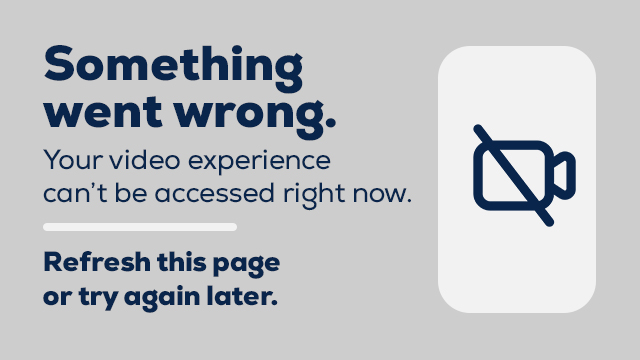 Something
went wrong.
Your video experience
can't be accessed right now.
Refresh this page
or try again later.